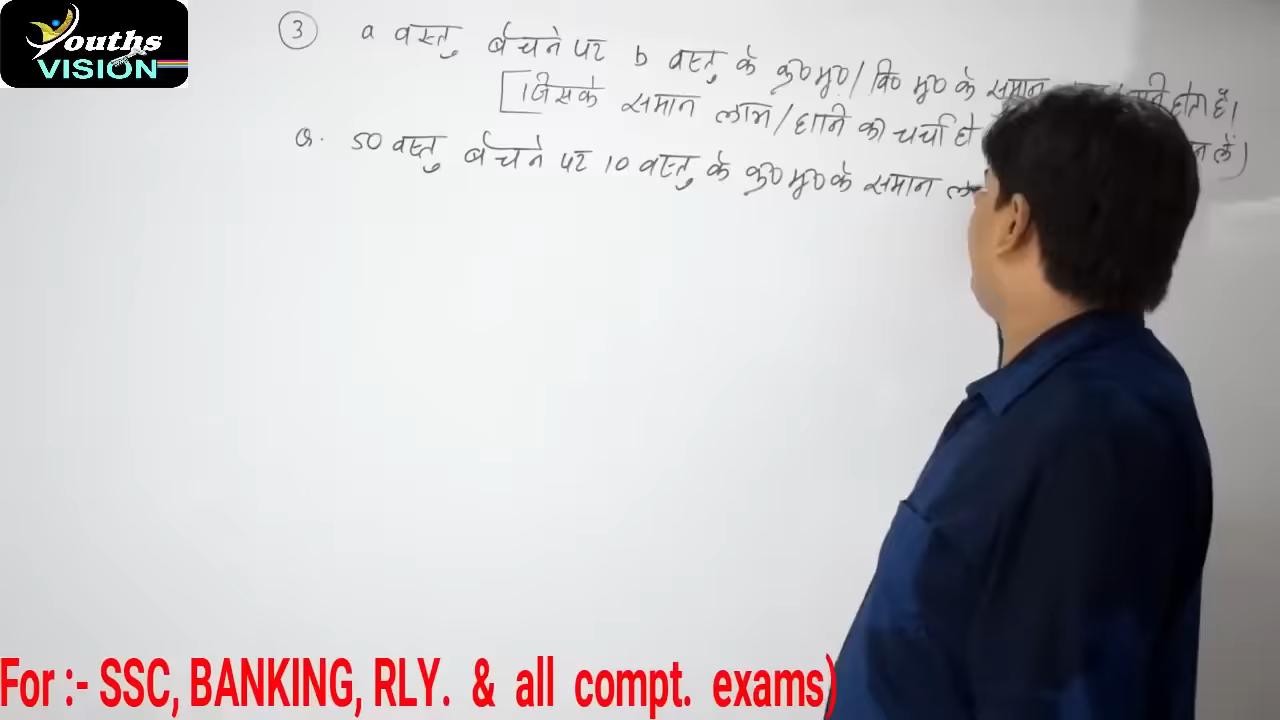 Youths
VISION
3 a वस्तु बेचने पर b वस्तु के क्र०मू०/वि० मू० के समान होता है।
[जिसके समान लाभ/हानि की चर्चा हो लें)
Q. 50 वस्तु बेचने पर 10 वस्तु के क्र०मू० के समान
For :- SSC, BANKING, RLY. & all compt. exams)